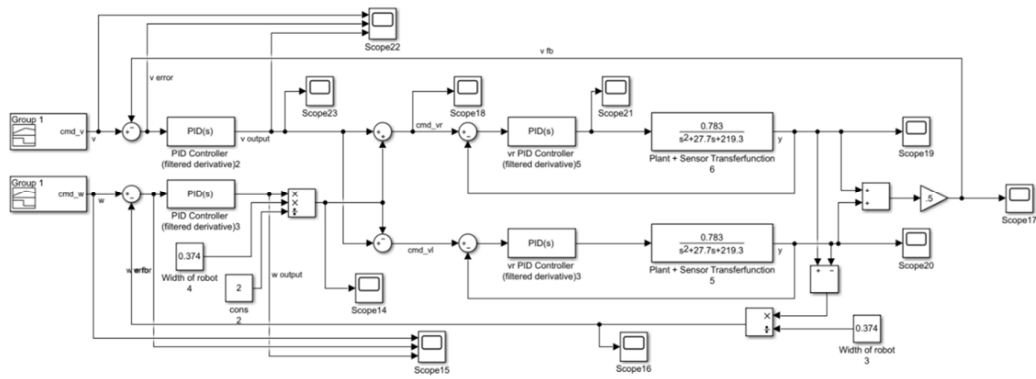 Scope22
v fb
v error
Group 1
cmd_v
v
PID(s)
PID Controller
(filtered derivative)2
v output
Scope23
cmd_vr
Scope18
PID(s)
vr PID Controller
(filtered derivative)5
Scope21
0.783
s²+27.7s+219.3
Plant + Sensor Transferfunction
6
y
Scope19
Group 1
cmd_w
w
PID(s)
PID Controller
(filtered derivative)3
w output
0.374
Width of robot
4
2
cons
2
Scope14
cmd_vl
PID(s)
vr PID Controller
(filtered derivative)3
0.783
s²+27.7s+219.3
Plant + Sensor Transferfunction
5
y
.5
Scope17
Scope20
0.374
Width of robot
3
Scope15
Scope16